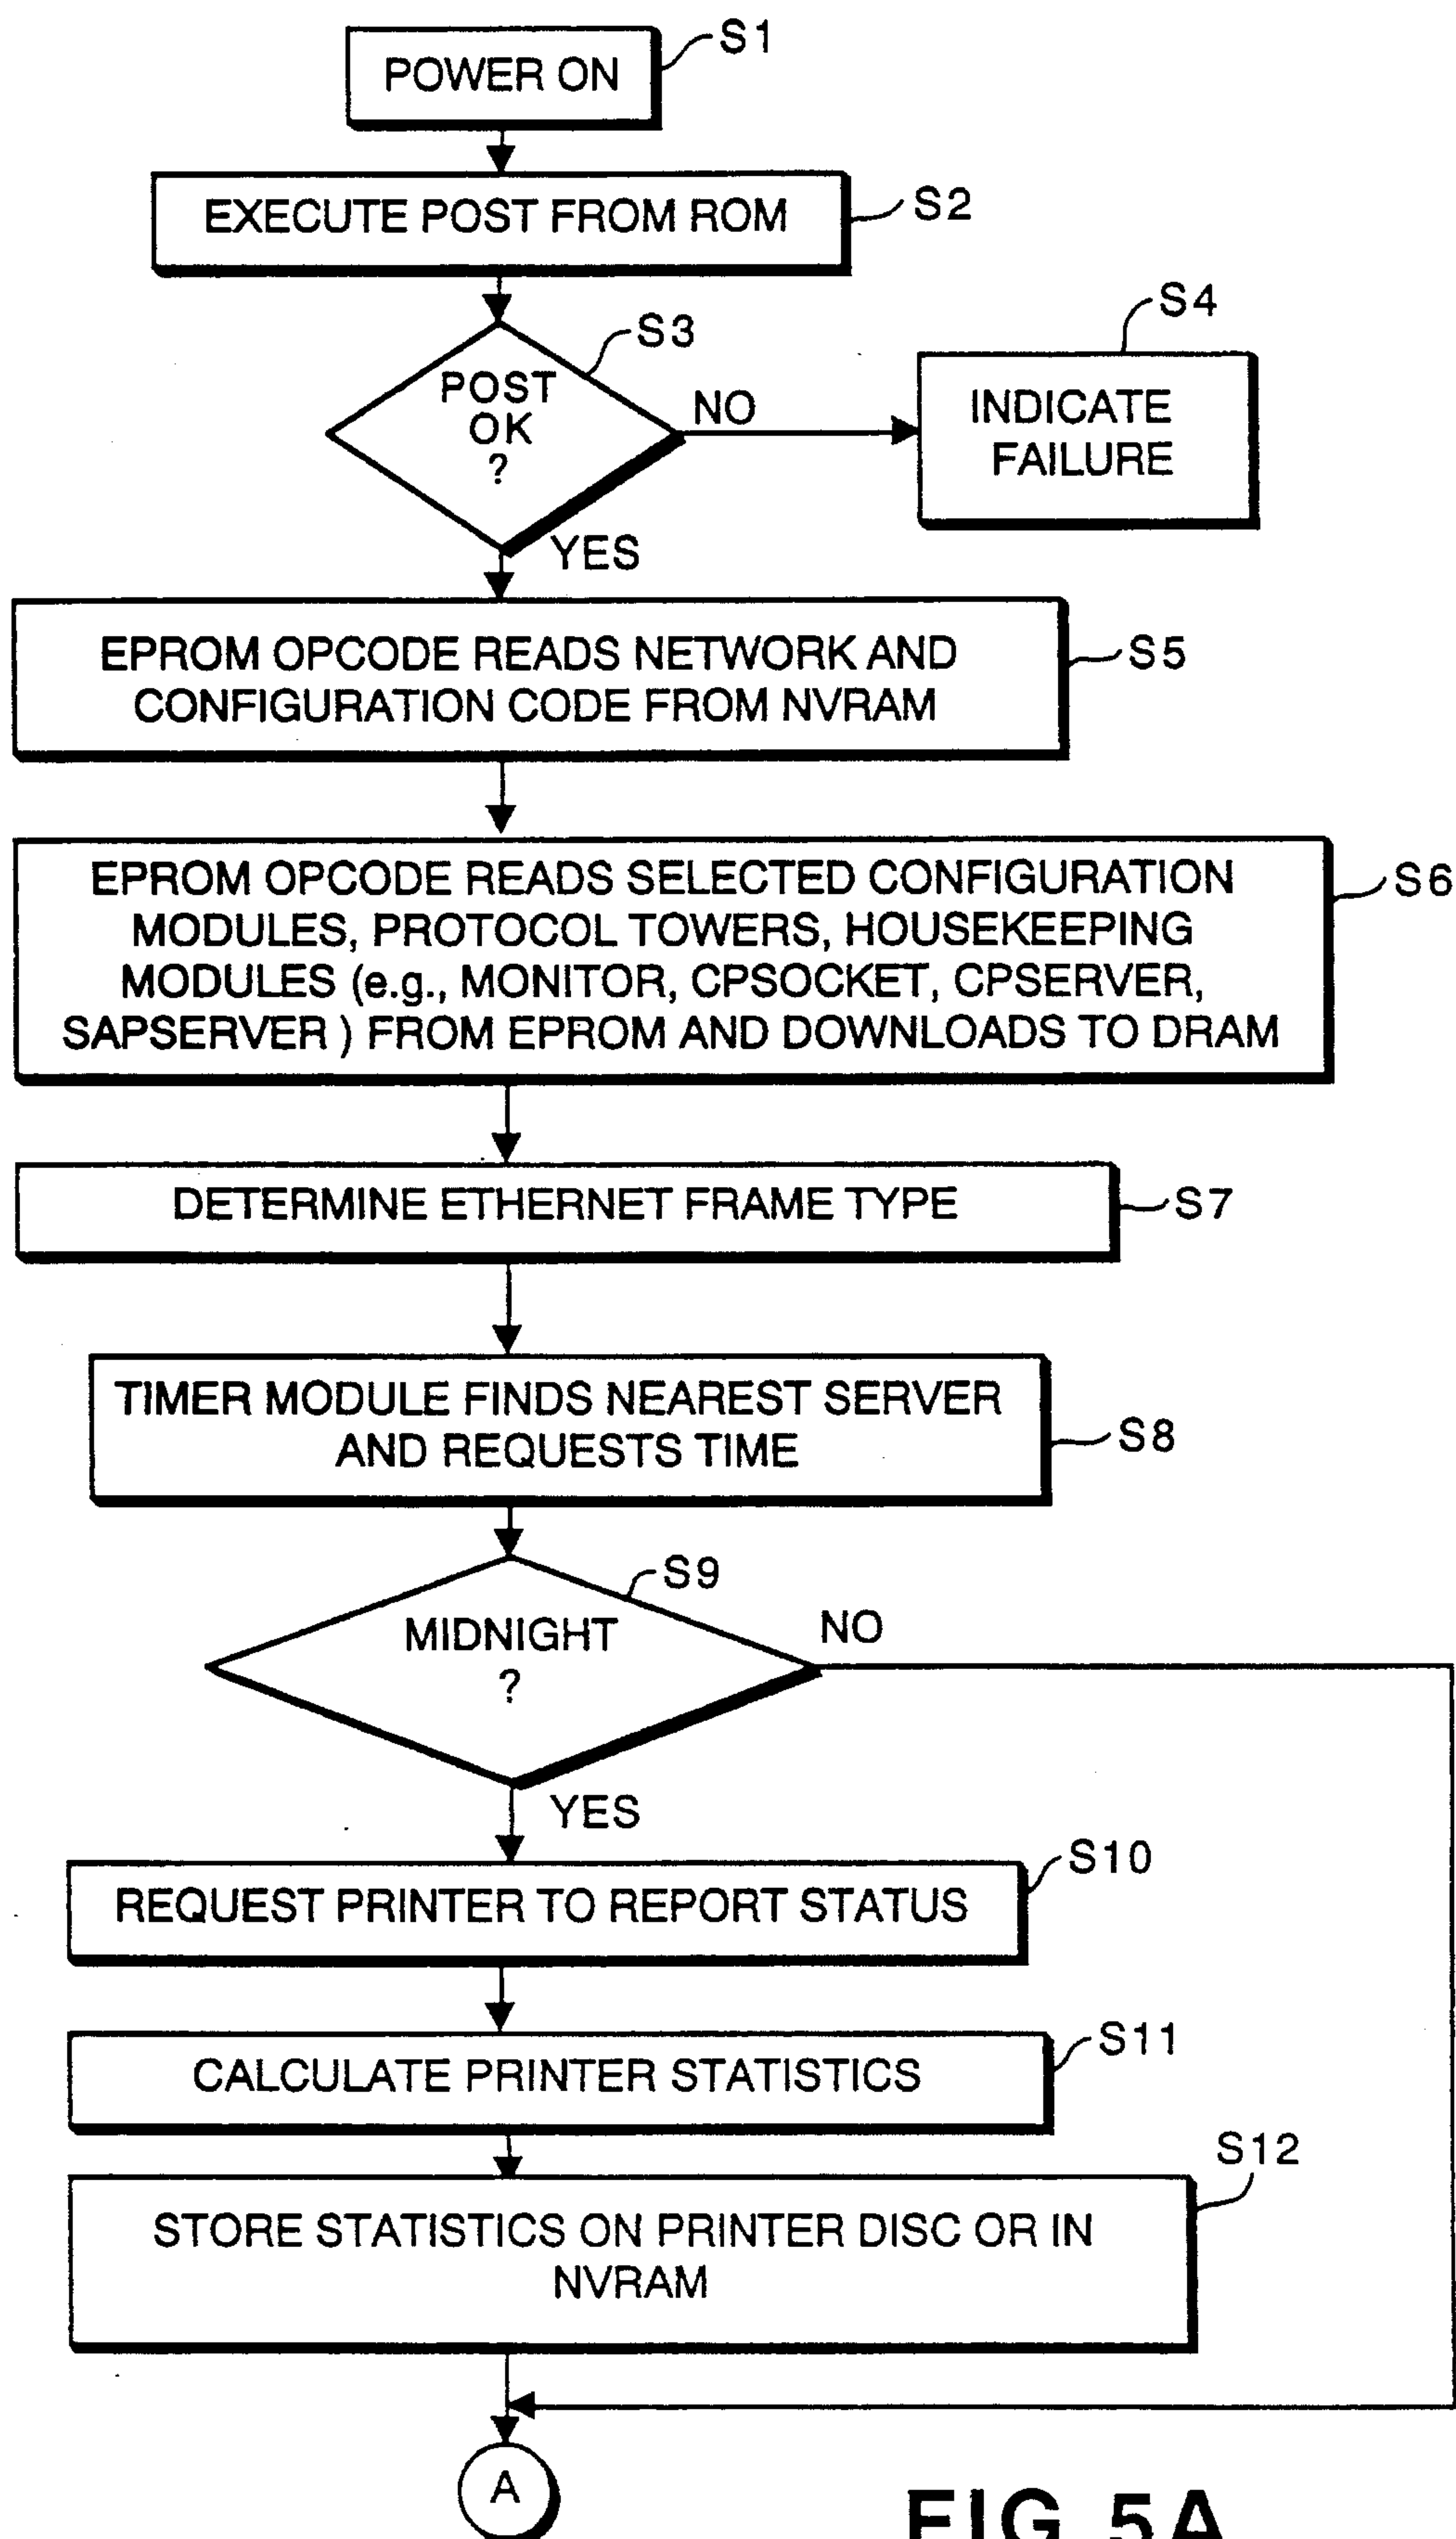 S1
POWER ON
EXECUTE POST FROM ROM
S2
S3
POST
OK
?
NO
S4
INDICATE
FAILURE
YES
EPROM OPCODE READS NETWORK AND
CONFIGURATION CODE FROM NVRAM
S5
EPROM OPCODE READS SELECTED CONFIGURATION
MODULES, PROTOCOL TOWERS, HOUSEKEEPING
MODULES (e.g., MONITOR, CPSOCKET, CPSERVER,
SAPSERVER ) FROM EPROM AND DOWNLOADS TO DRAM
S6
DETERMINE ETHERNET FRAME TYPE
S7
TIMER MODULE FINDS NEAREST SERVER
AND REQUESTS TIME
S8
S9
MIDNIGHT
?
NO
YES
S10
REQUEST PRINTER TO REPORT STATUS
S11
CALCULATE PRINTER STATISTICS
S12
STORE STATISTICS ON PRINTER DISC OR IN
NVRAM
A
FIG. 5A